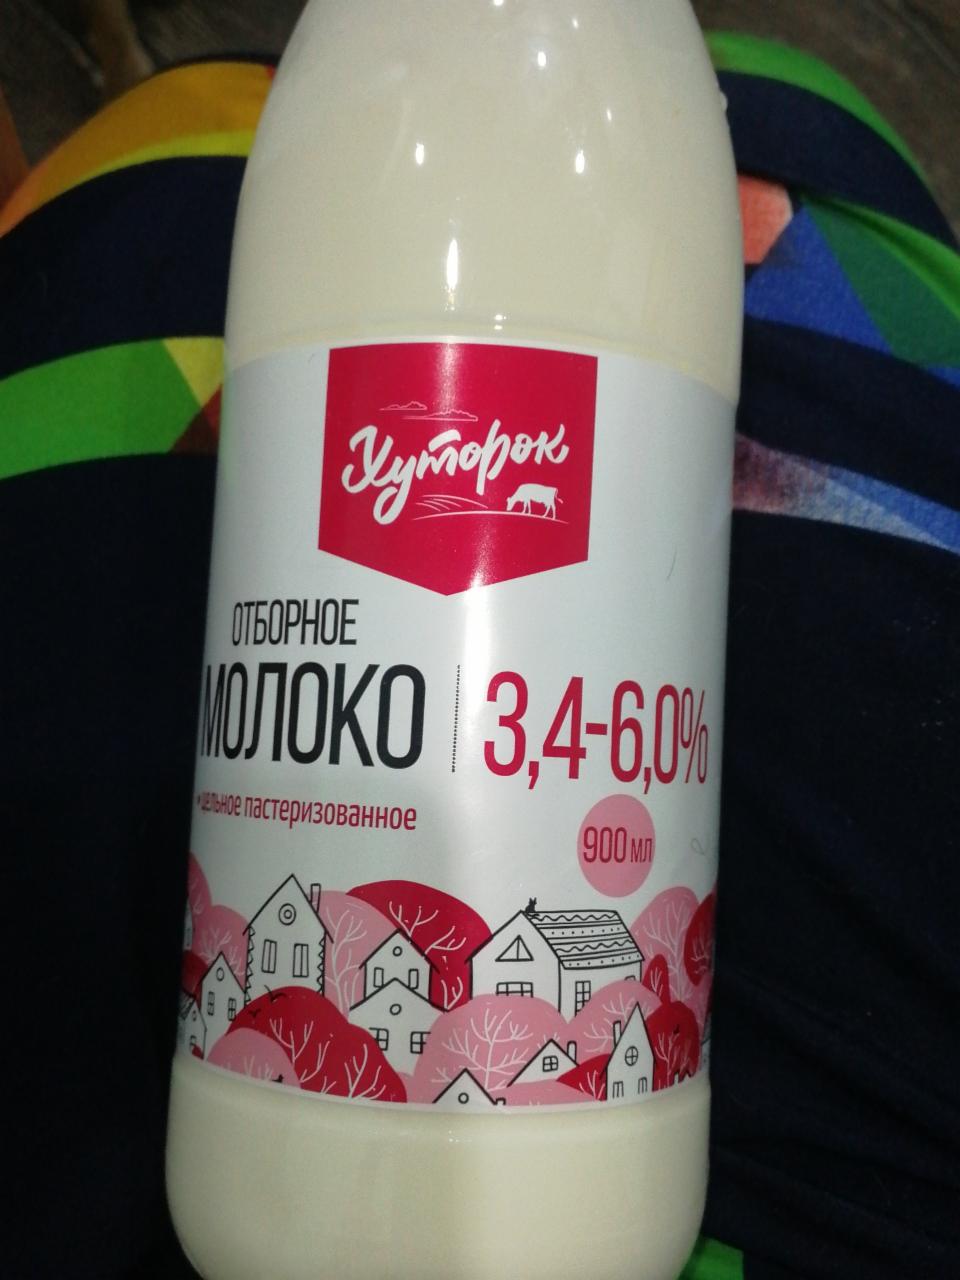 Хуторок
ОТБОРНОЕ
МОЛОКО
3,4-6,0%
цельное пастеризованное
900 мл